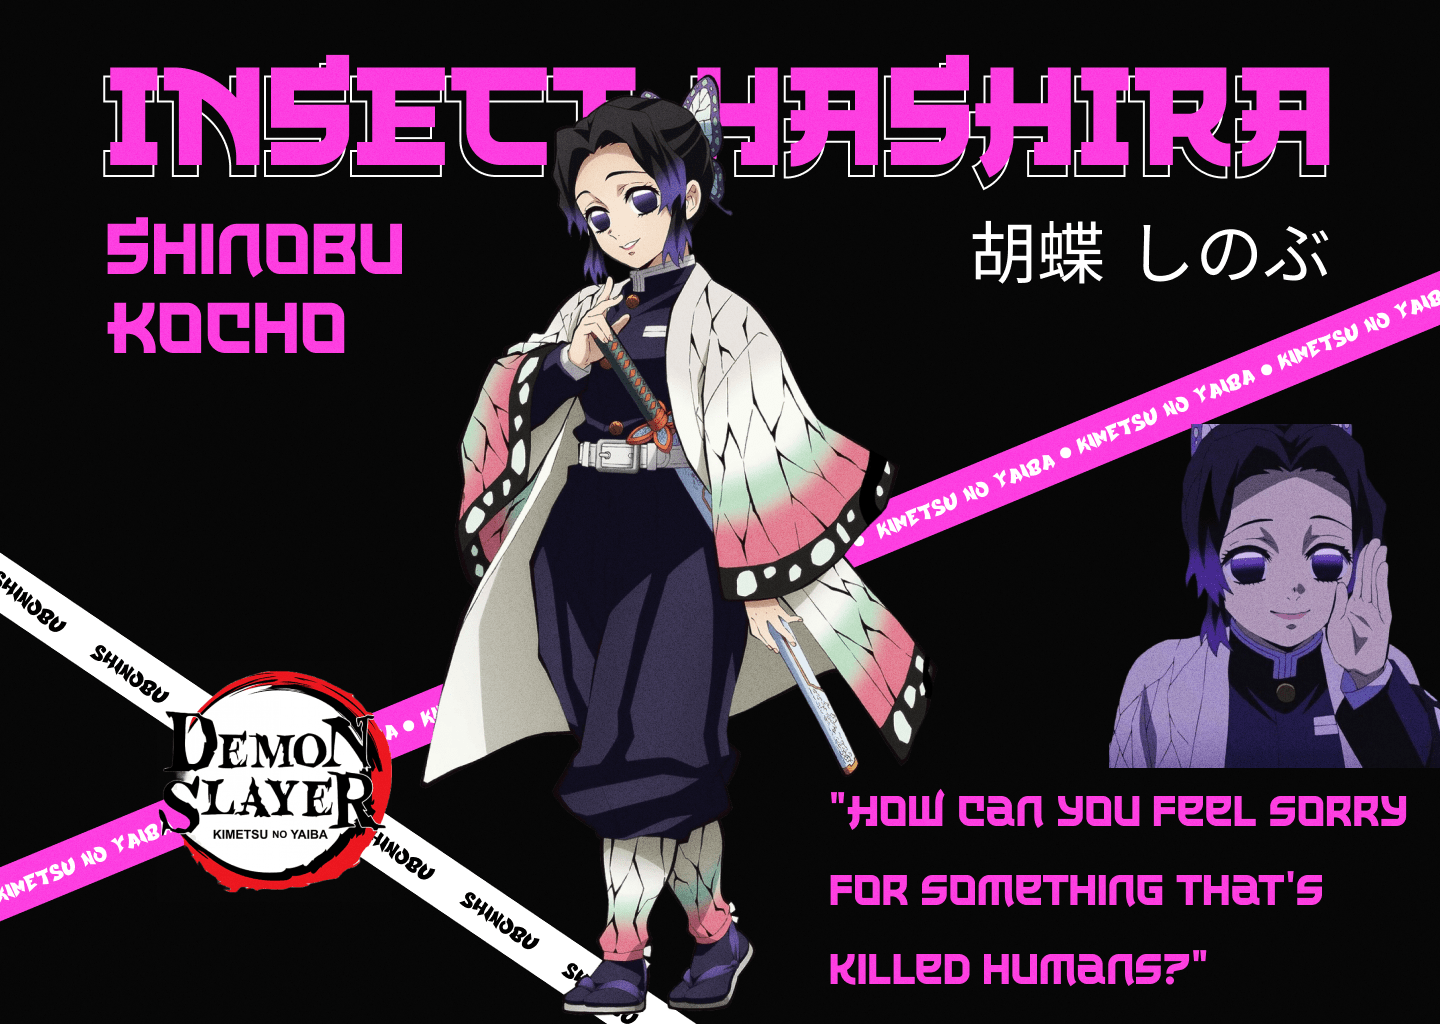 INSECT HASHIRA
SHINOBU
KOCHO
胡蝶 しのぶ
KIMETSU NO YAIBA • KIMETSU NO YAIBA • KIMETSU NO YAIBA
SHINOBU SHINOBU
DEMON
SLAYER
KIMETSU NO YAIBA
KIMETSU NO YAIBA
SHINOBU SHINOBU
"HOW CAN YOU FEEL SORRY
FOR SOMETHING THAT'S
KILLED HUMANS?"